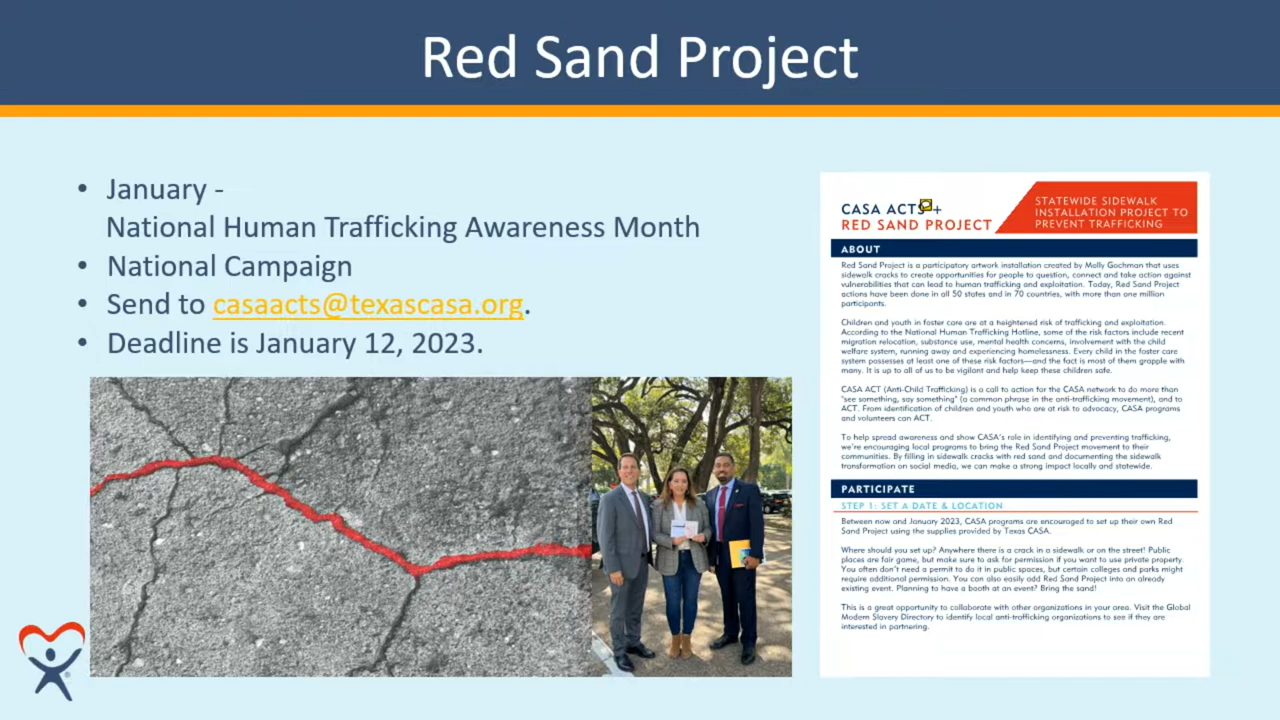 Red Sand Project
• January -
National Human Trafficking Awareness Month
• National Campaign
• Send to casaacts@texascasa.org.
• Deadline is January 12, 2023.
CASA ACTS +
RED SAND PROJECT
STATEWIDE SIDEWALK
INSTALLATION PROJECT TO
PREVENT TRAFFICKING
ABOUT
Red Sand Project is a participatory artwork installation created by Molly Gochman that uses
sidewalk cracks to create opportunities for people to question, connect and take action against
vulnerabilities that can lead to human trafficking and exploitation. Today, Red Sand Project
actions have been done in all 50 states and in 70 countries, with more than one million
participants.
Children and youth in foster care are at a heightened risk of trafficking and exploitation.
According to the National Human Trafficking Hotline, some of the risk factors include recent
migration relocation, substance use, mental health concerns, involvement with the child
welfare system, running away and experiencing homelessness. Every child in the foster care
system possesses at least one of these risk factors—and the fact is most of them grapple with
many. It is up to all of us to be vigilant and help keep these children safe.
CASA ACT (Anti-Child Trafficking) is a call to action for the CASA network to do more than
"see something, say something" (a common phrase in the anti-trafficking movement), and to
ACT. From identification of children and youth who are at risk to advocacy, CASA programs
and volunteers can ACT.
To help spread awareness and show CASA's role in identifying and preventing trafficking,
we're encouraging local programs to bring the Red Sand Project movement to their
communities. By filling in sidewalk cracks with red sand and documenting the sidewalk
transformation on social media, we can make a strong impact locally and statewide.
PARTICIPATE
STEP 1: SET A DATE & LOCATION
Between now and January 2023, CASA programs are encouraged to set up their own Red
Sand Project using the supplies provided by Texas CASA.
Where should you set up? Anywhere there is a crack in a sidewalk or on the street! Public
places are fair game, but make sure to ask for permission if you want to use private property.
You often don't need a permit to do it in public spaces, but certain colleges and parks might
require additional permission. You can also easily add Red Sand Project into an already
existing event. Planning to have a booth at an event? Bring the sand!
This is a great opportunity to collaborate with other organizations in your area. Visit the Global
Modern Slavery Directory to identify local anti-trafficking organizations to see if they are
interested in partnering.